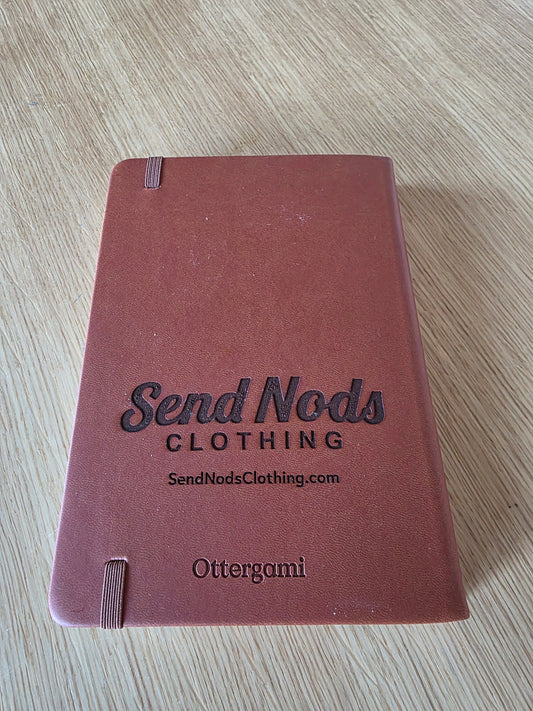 Send Nods
CLOTHING
SendNodsClothing.com
Ottergami